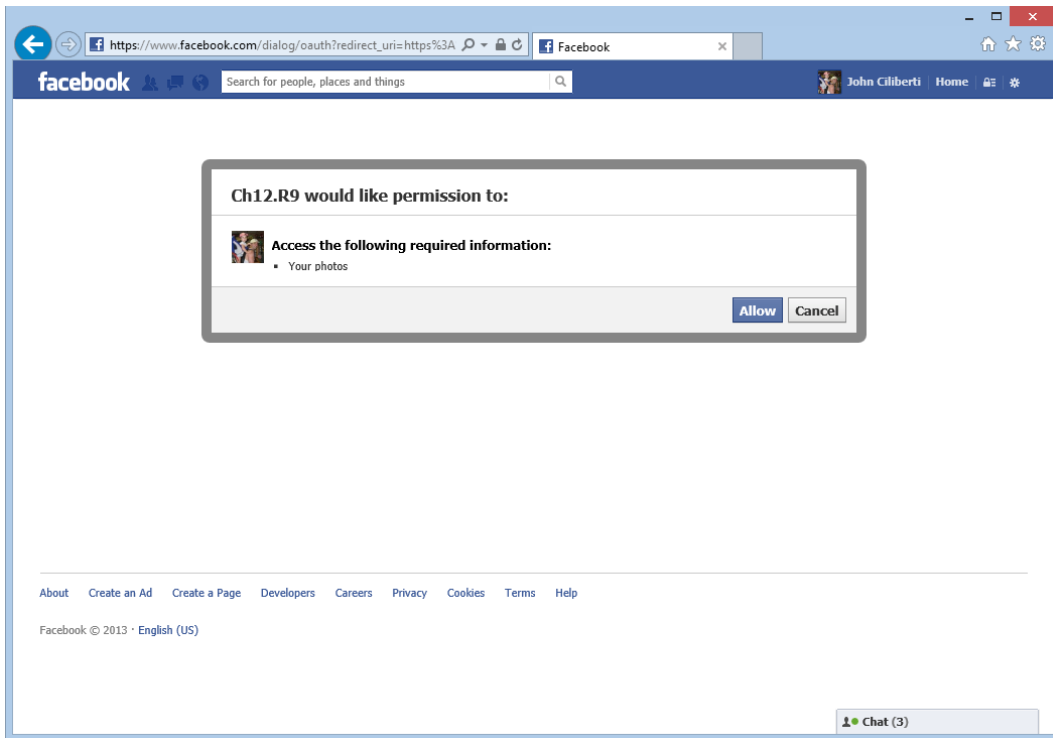 https://www.facebook.com/dialog/oauth?redirect_uri=https%3A
Facebook
facebook
Search for people, places and things
John Ciliberti
Home
Ch12.R9 would like permission to:
Access the following required information:
▪ Your photos
Allow
Cancel
About Create an Ad Create a Page Developers Careers Privacy Cookies Terms Help
Facebook © 2013 · English (US)
Chat (3)